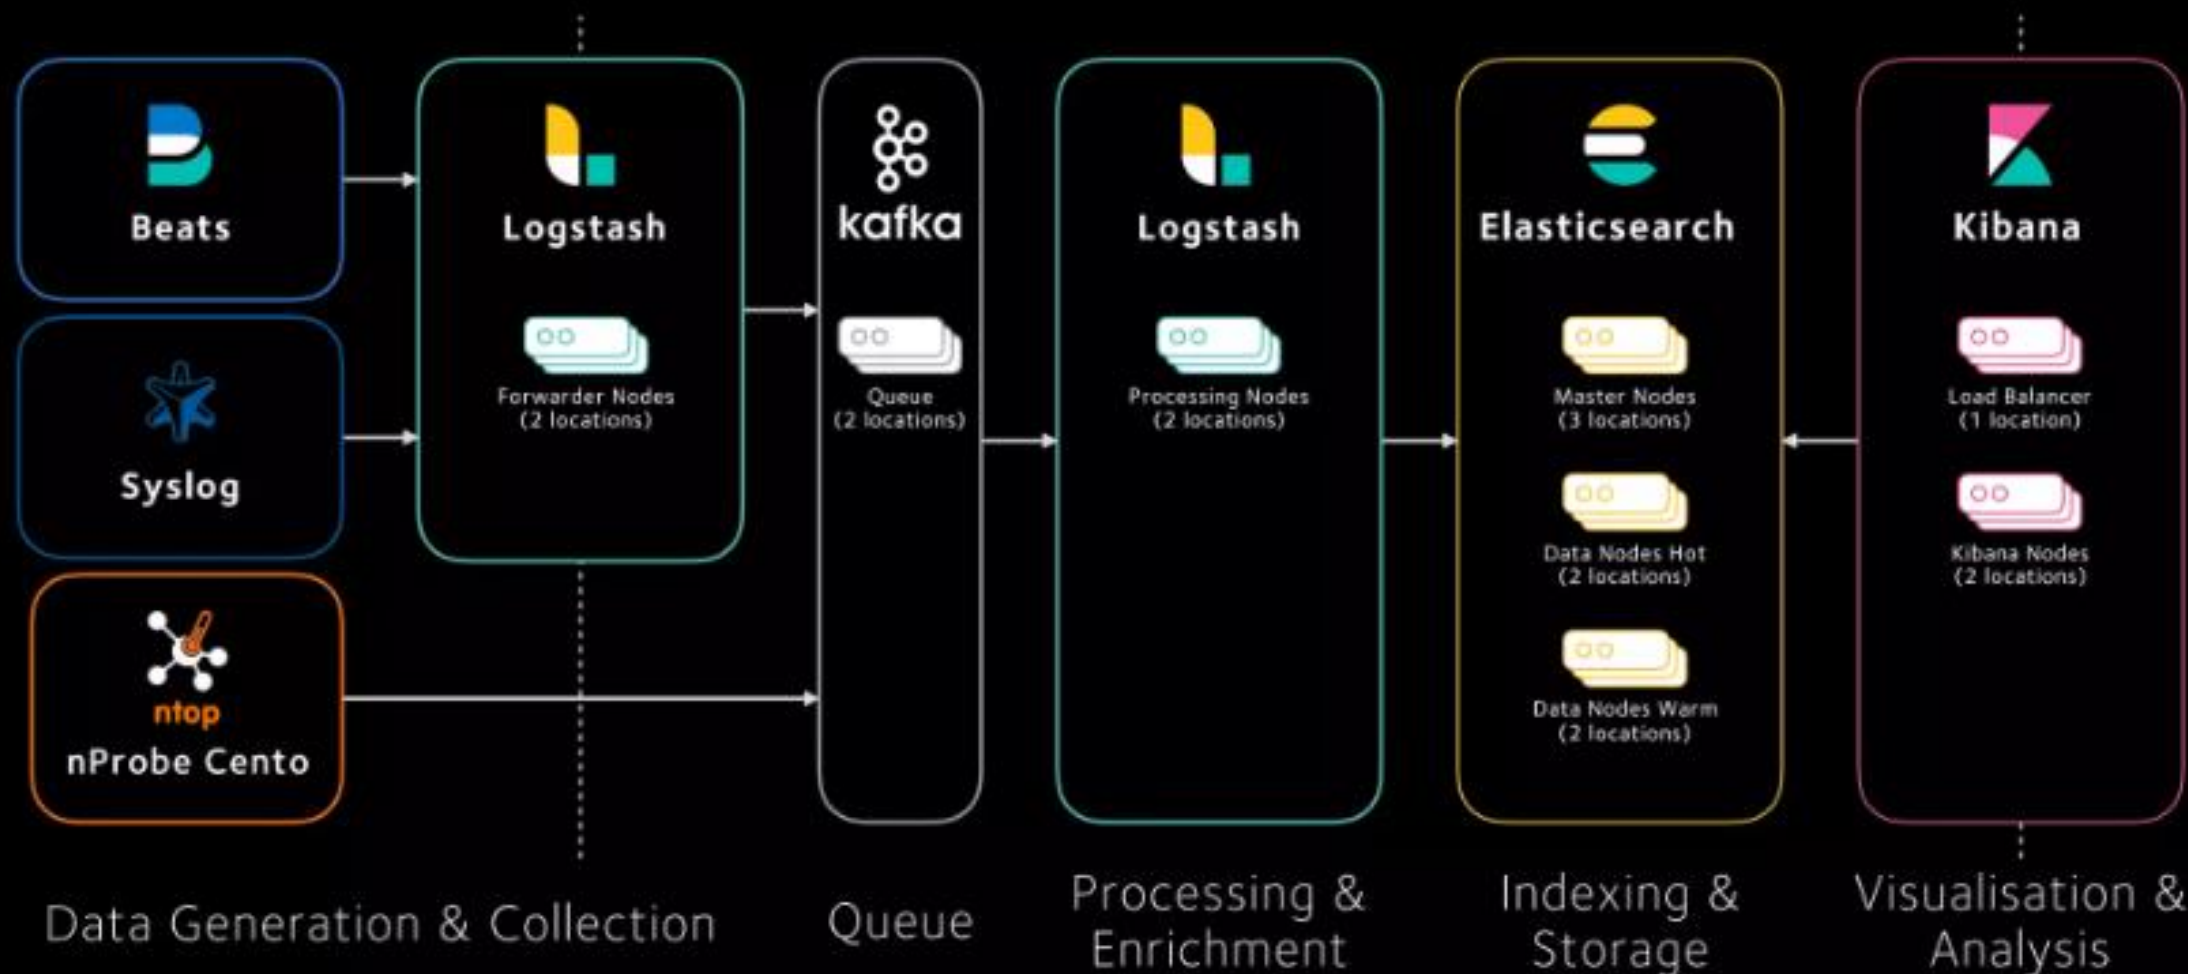 Beats
Syslog
ntop
nProbe Cento
Logstash
Forwarder Nodes
(2 locations)
kafka
Queue
(2 locations)
Logstash
Processing Nodes
(2 locations)
Elasticsearch
Master Nodes
(3 locations)
Data Nodes Hot
(2 locations)
Data Nodes Warm
(2 locations)
Kibana
Load Balancer
(1 location)
Kibana Nodes
(2 locations)
Data Generation & Collection
Queue
Processing &
Enrichment
Indexing &
Storage
Visualisation &
Analysis